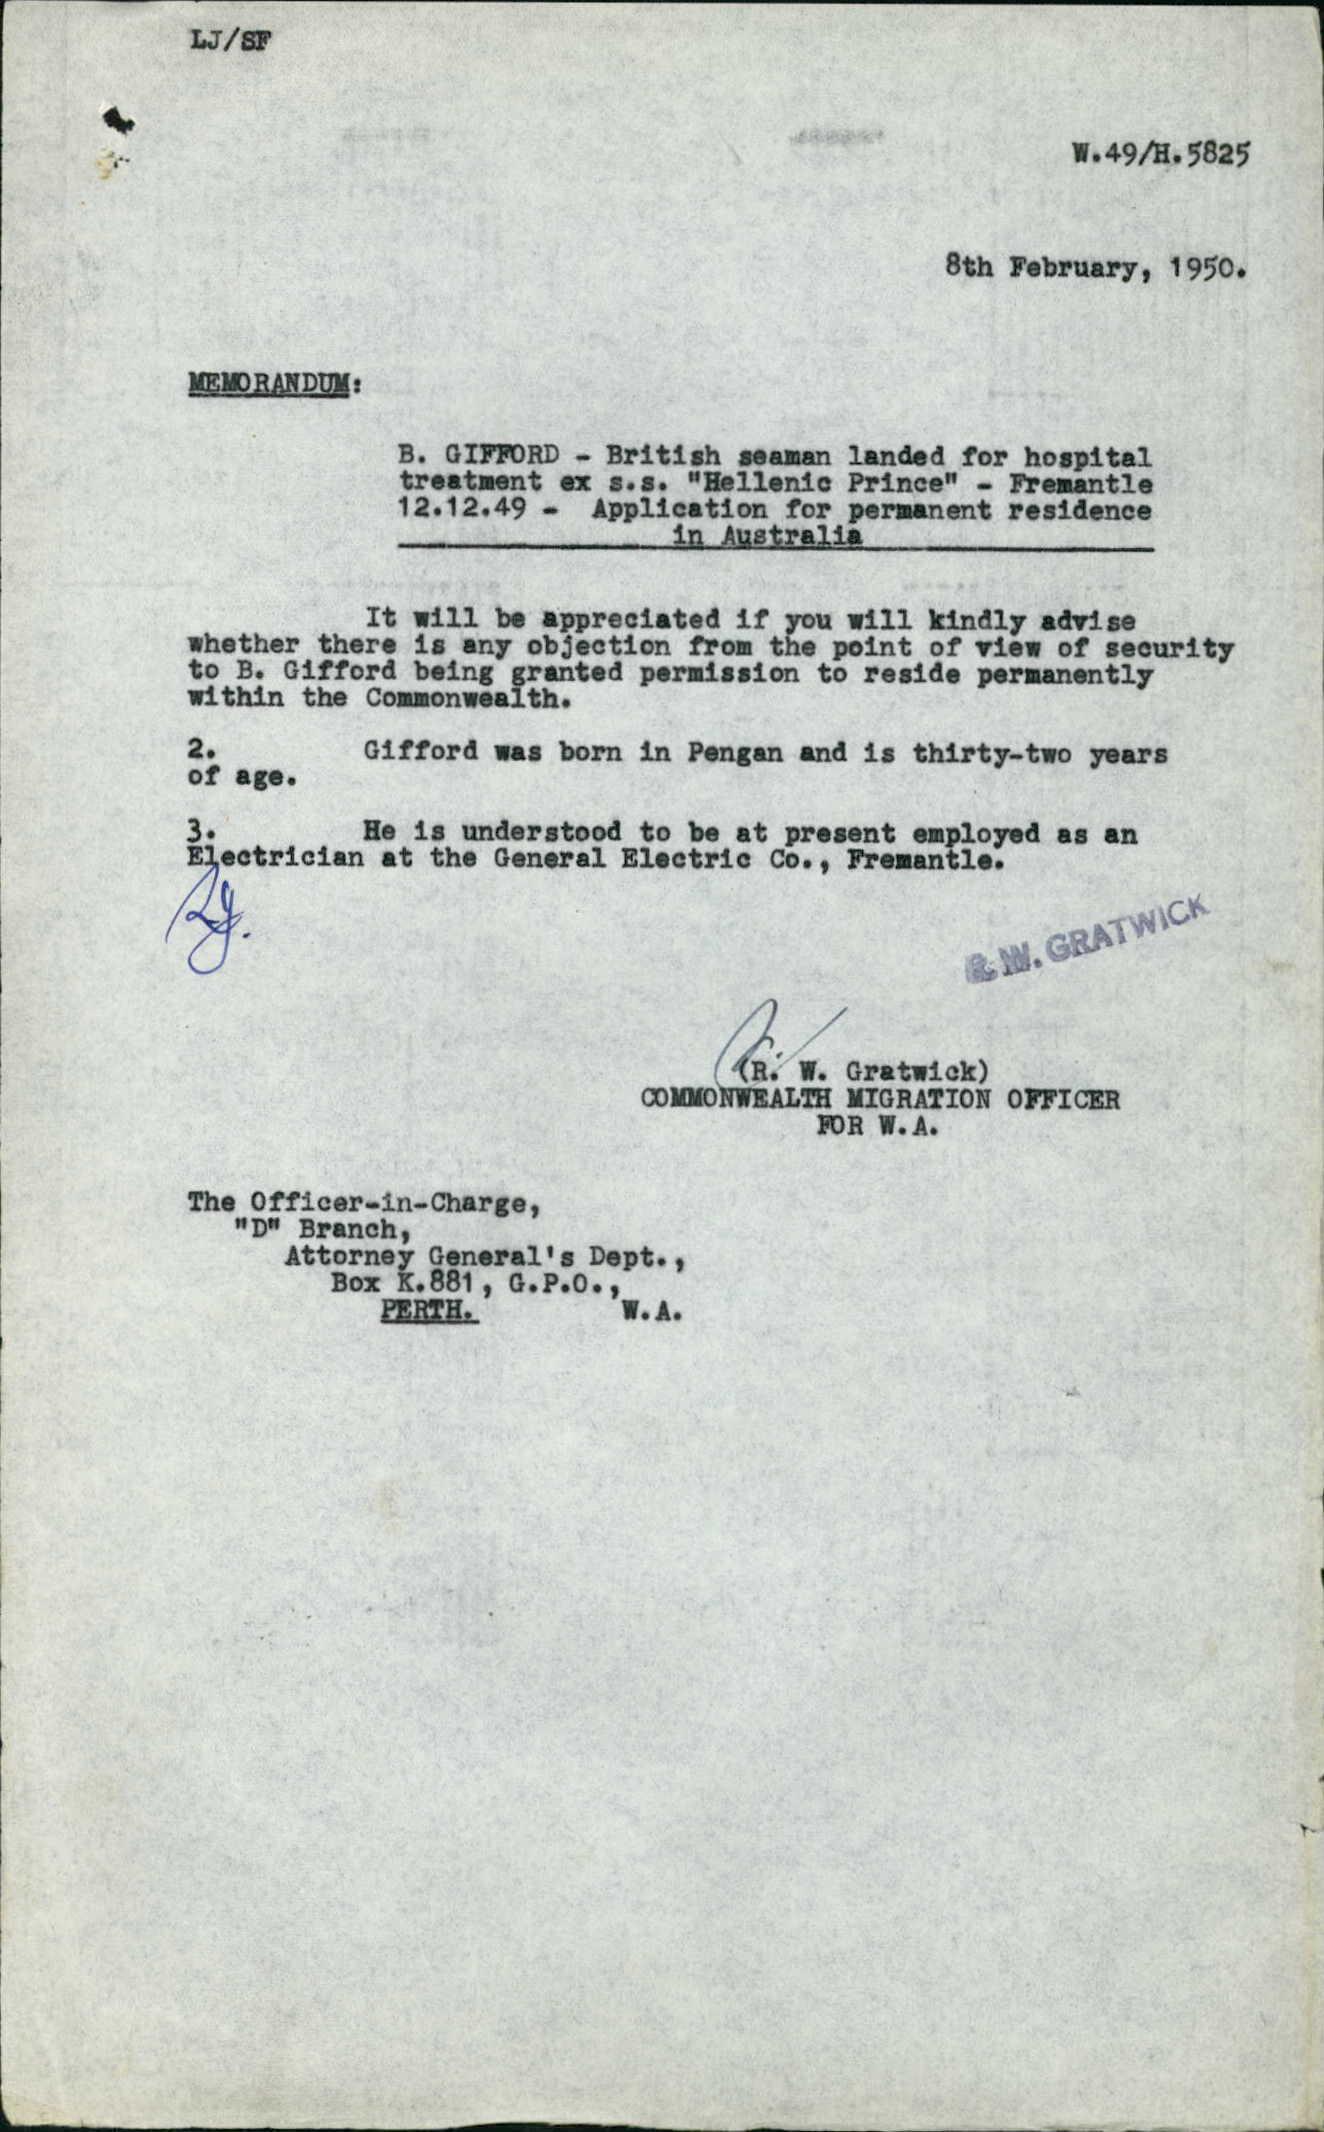 LJ/SF
W.49/H.5825
8th February, 1950.
MEMORANDUM:
B. GIFFORD - British seaman landed for hospital
treatment ex s.s. "Hellenic Prince" - Fremantle
12.12.49 - Application for permanent residence
in Australia
It will be appreciated if you will kindly advise
whether there is any objection from the point of view of security
to B. Gifford being granted permission to reside permanently
within the Commonwealth.
2. Gifford was born in Pengan and is thirty-two years
of age.
3. He is understood to be at present employed as an
Electrician at the General Electric Co., Fremantle.
R. W. GRATWICK
(R. W. Gratwick)
COMMONWEALTH MIGRATION OFFICER
FOR W.A.
The Officer-in-Charge,
"D" Branch,
Attorney General's Dept.,
Box K.881, G.P.O.,
PERTH. W.A.